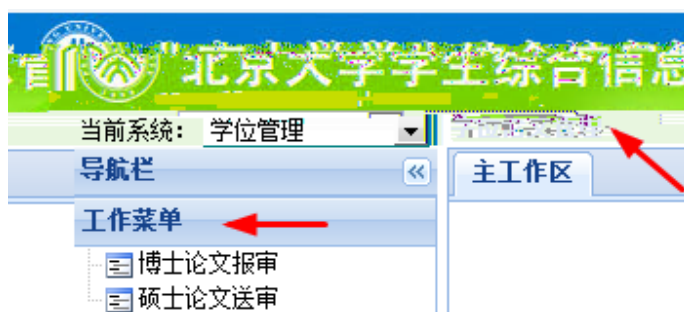 北京大学学生综合信息
当前系统： 学位管理
导航栏
主工作区
工作菜单
博士论文报审
硕士论文送审